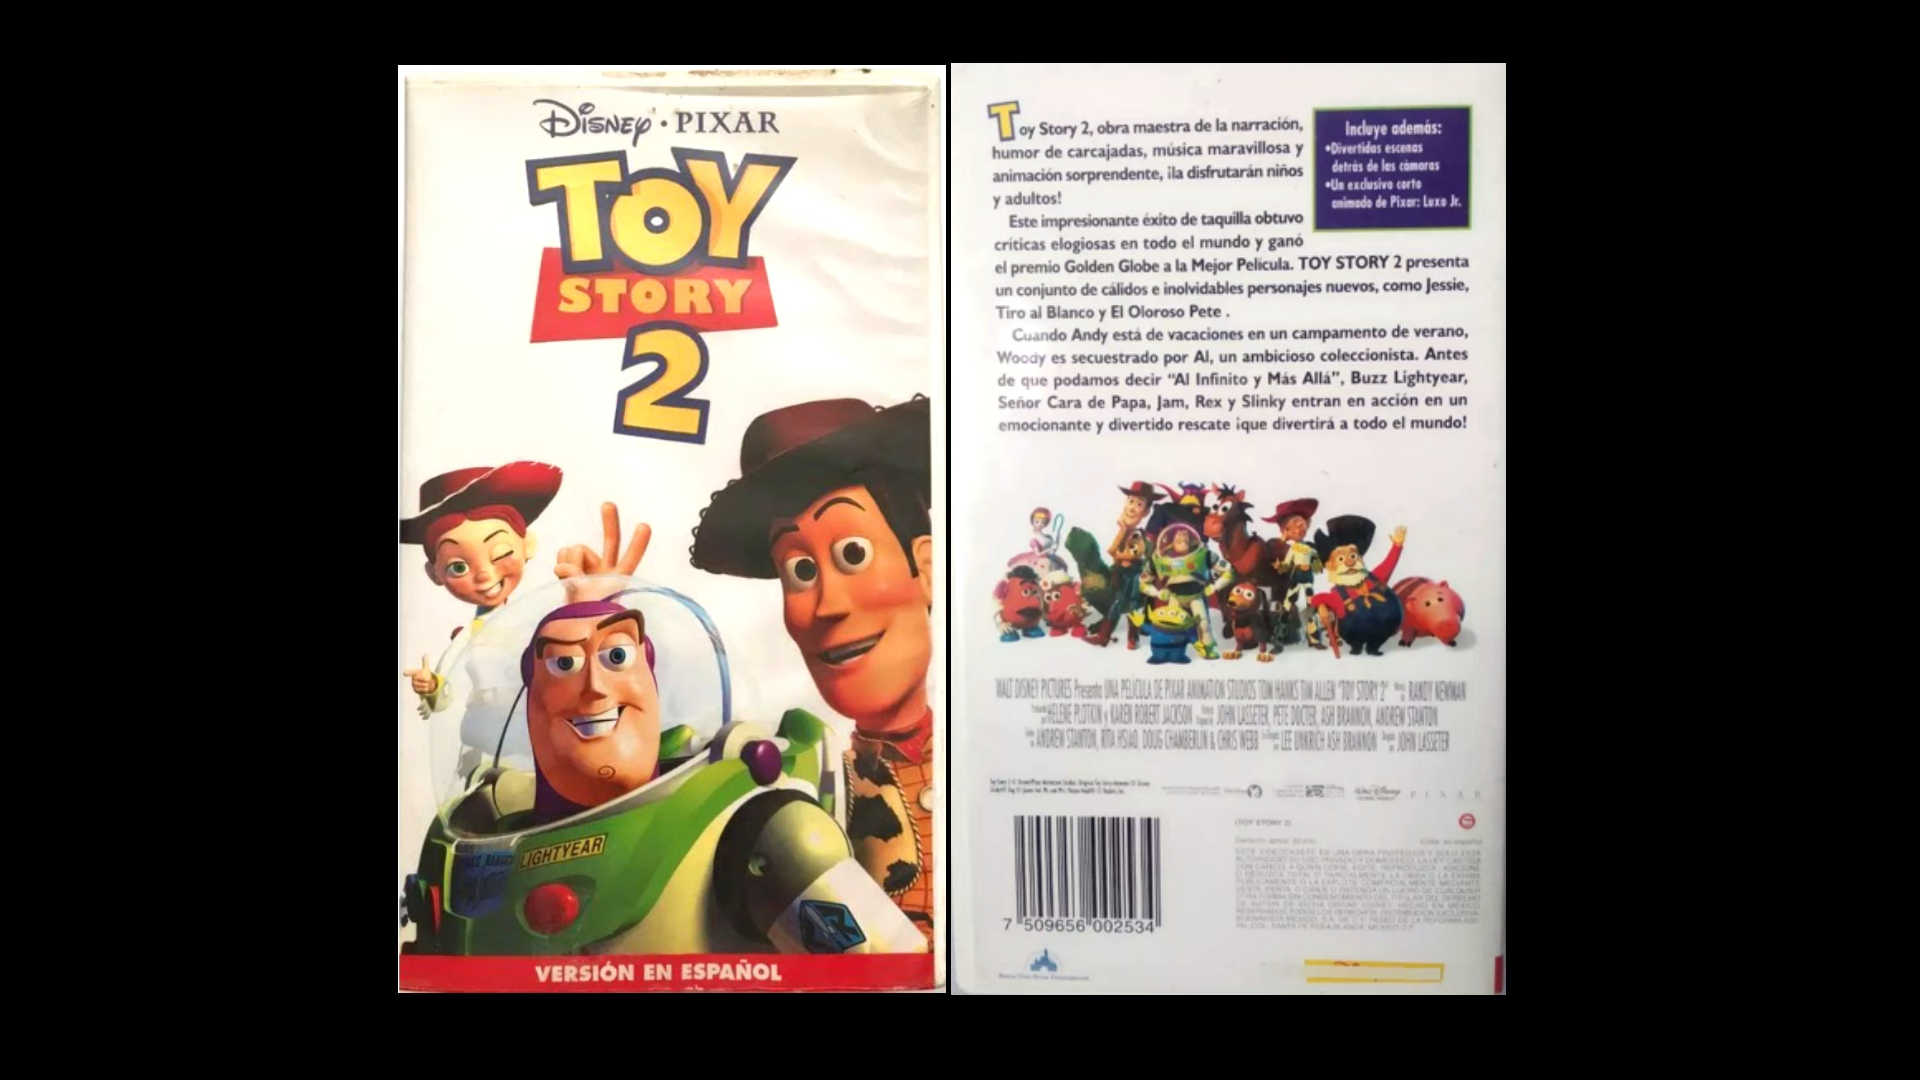 Disney · PIXAR
TOY
STORY
2
LIGHTYEAR
VERSIÓN EN ESPAÑOL
Toy Story 2, obra maestra de la narración,
humor de carcajadas, música maravillosa y
animación sorprendente, ¡la disfrutarán niños
y adultos!
Este impresionante éxito de taquilla obtuvo
críticas elogiosas en todo el mundo y ganó
el premio Golden Globe a la Mejor Película. TOY STORY 2 presenta
un conjunto de cálidos e inolvidables personajes nuevos, como Jessie,
Tiro al Blanco y El Oloroso Pete .
Cuando Andy está de vacaciones en un campamento de verano,
Woody es secuestrado por Al, un ambicioso coleccionista. Antes
de que podamos decir “Al Infinito y Más Allá”, Buzz Lightyear,
Señor Cara de Papa, Jam, Rex y Slinky entran en acción en un
emocionante y divertido rescate ¡que divertirá a todo el mundo!
Incluye además:
•Divertidas escenas
detrás de las cámaras
•Un exclusivo corto
animado de Pixar: Luxo Jr.
WALT DISNEY PICTURES Presenta UNA PELICULA DE PIXAR ANIMATION STUDIOS TOM HANKS TIM ALLEN "TOY STORY 2" RANDY NEWMAN
HELENE PLOTKIN y KAREN ROBERT JACKSON JOHN LASSETER, PETE DOCTER, ASH BRANNON, ANDREW STANTON
ANDREW STANTON, RITA HSIAO, DOUG CHAMBERLIN & CHRIS WEBB LEE UNKRICH ASH BRANNON JOHN LASSETER
WALT DISNEY PIXAR
7 509656 002534
(TOY STORY 2)